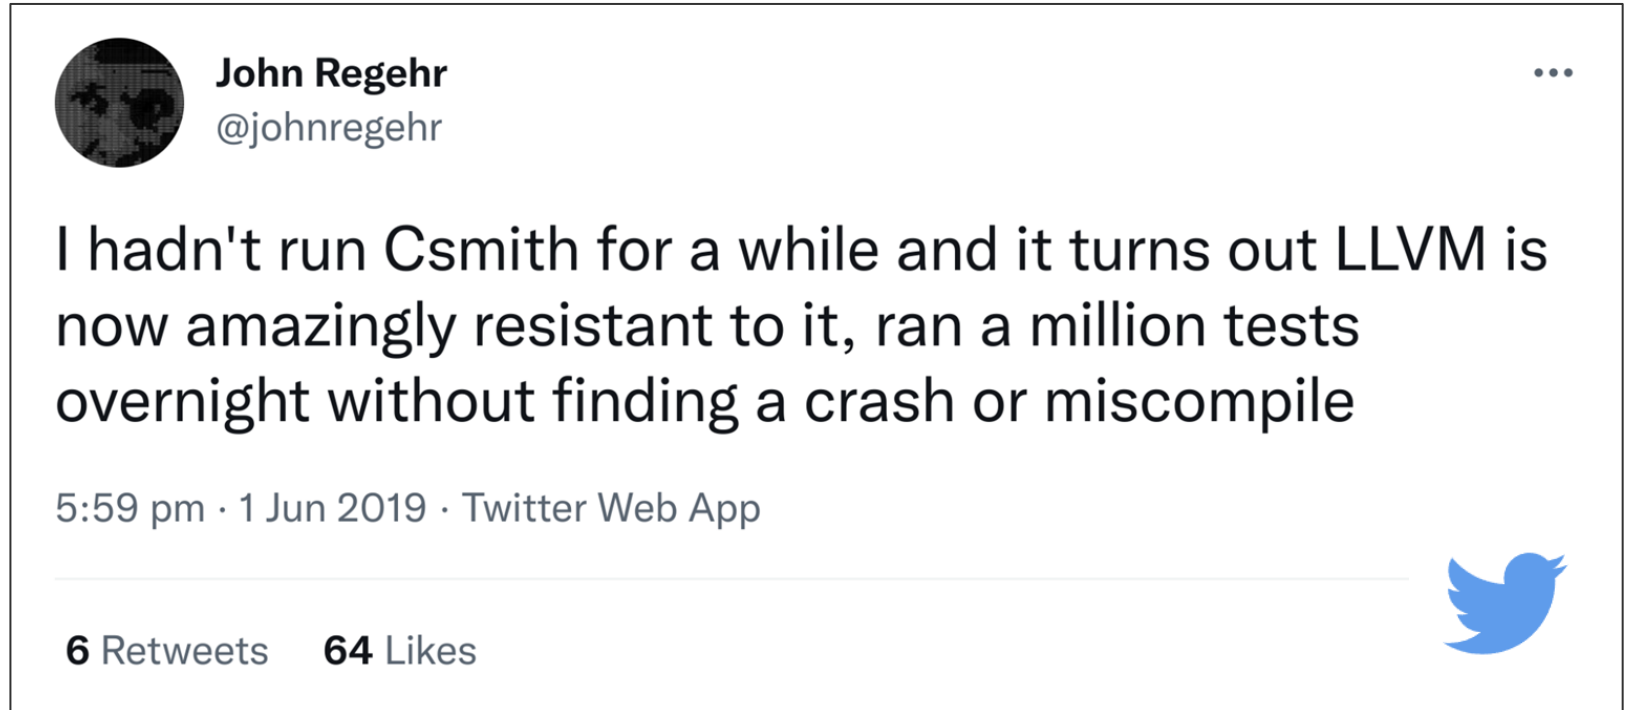 John Regehr
@johnregehr
I hadn't run Csmith for a while and it turns out LLVM is
now amazingly resistant to it, ran a million tests
overnight without finding a crash or miscompile
5:59 pm · 1 Jun 2019 · Twitter Web App
6 Retweets 64 Likes